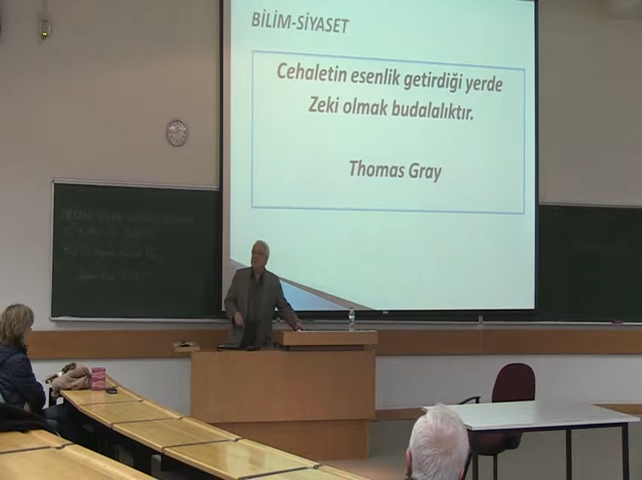 BİLİM-SİYASET
Cehaletin esenlik getirdiği yerde
Zeki olmak budalalıktır.
Thomas Gray